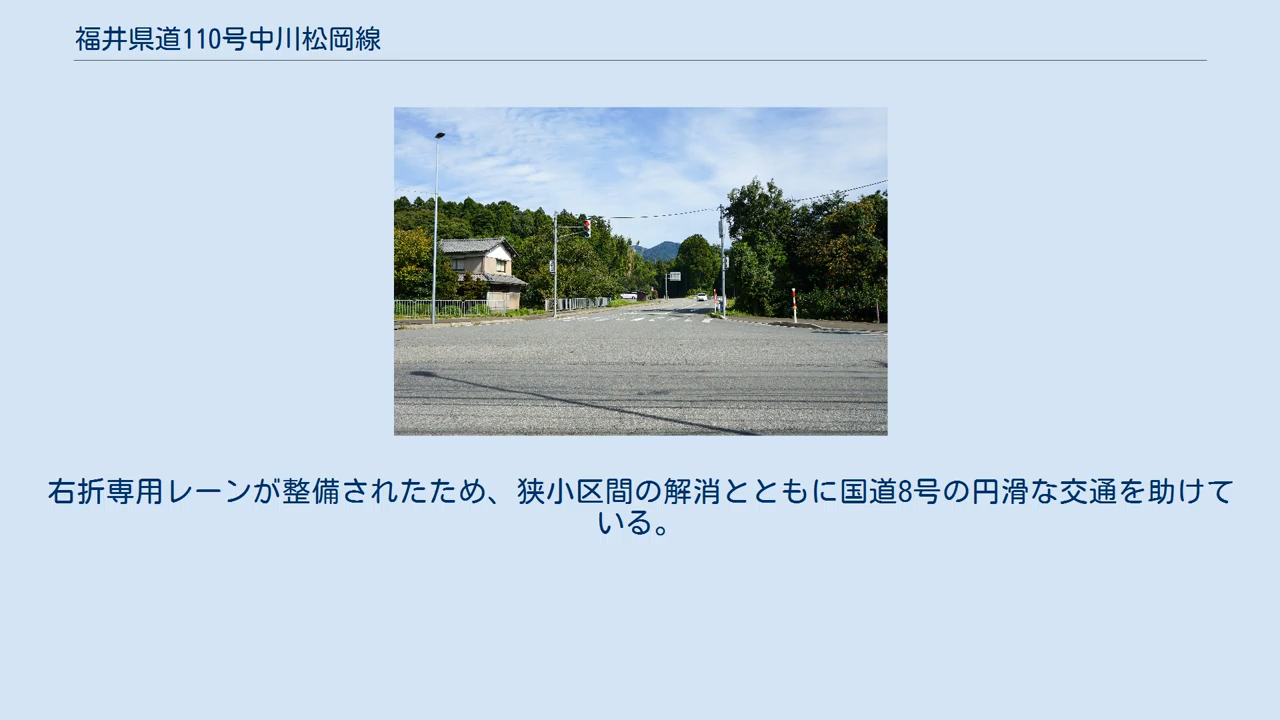 福井県道110号中川松岡線
右折専用レーンが整備されたため、狭小区間の解消とともに国道8号の円滑な交通を助けて
いる。